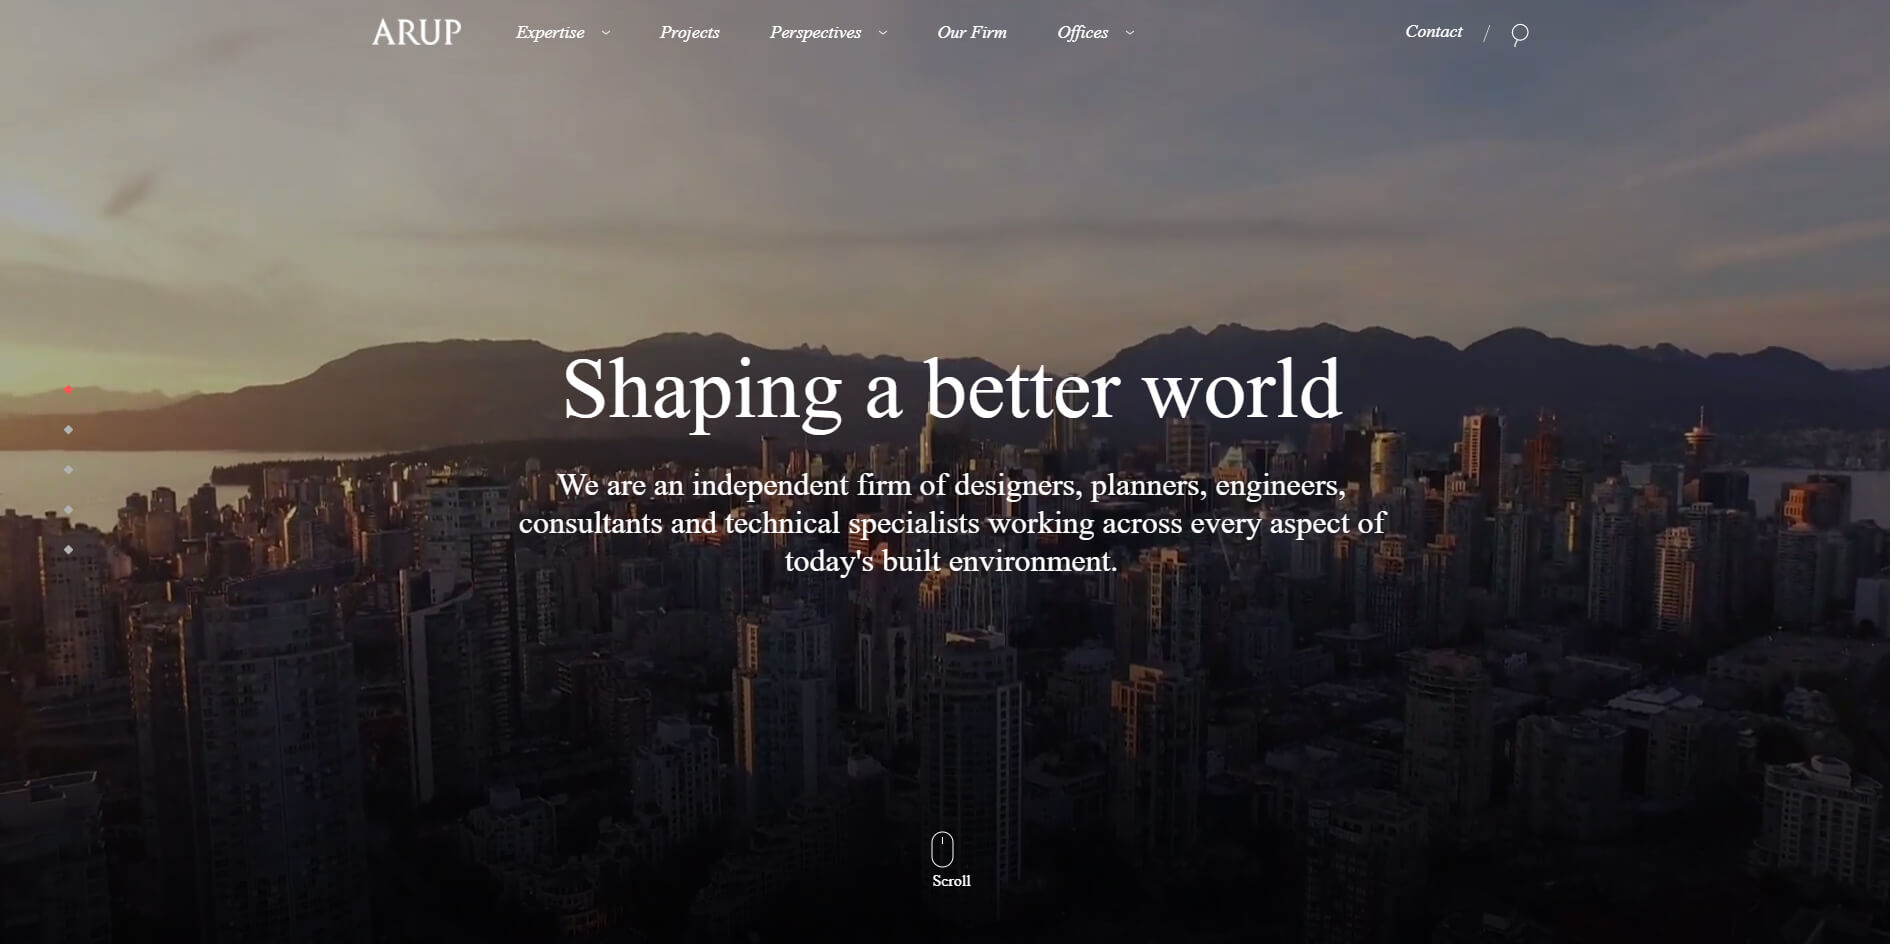 ARUP
Expertise
Projects
Perspectives
Our Firm
Offices
Contact
/
Shaping a better world
We are an independent firm of designers, planners, engineers,
consultants and technical specialists working across every aspect of
today's built environment.
Scroll